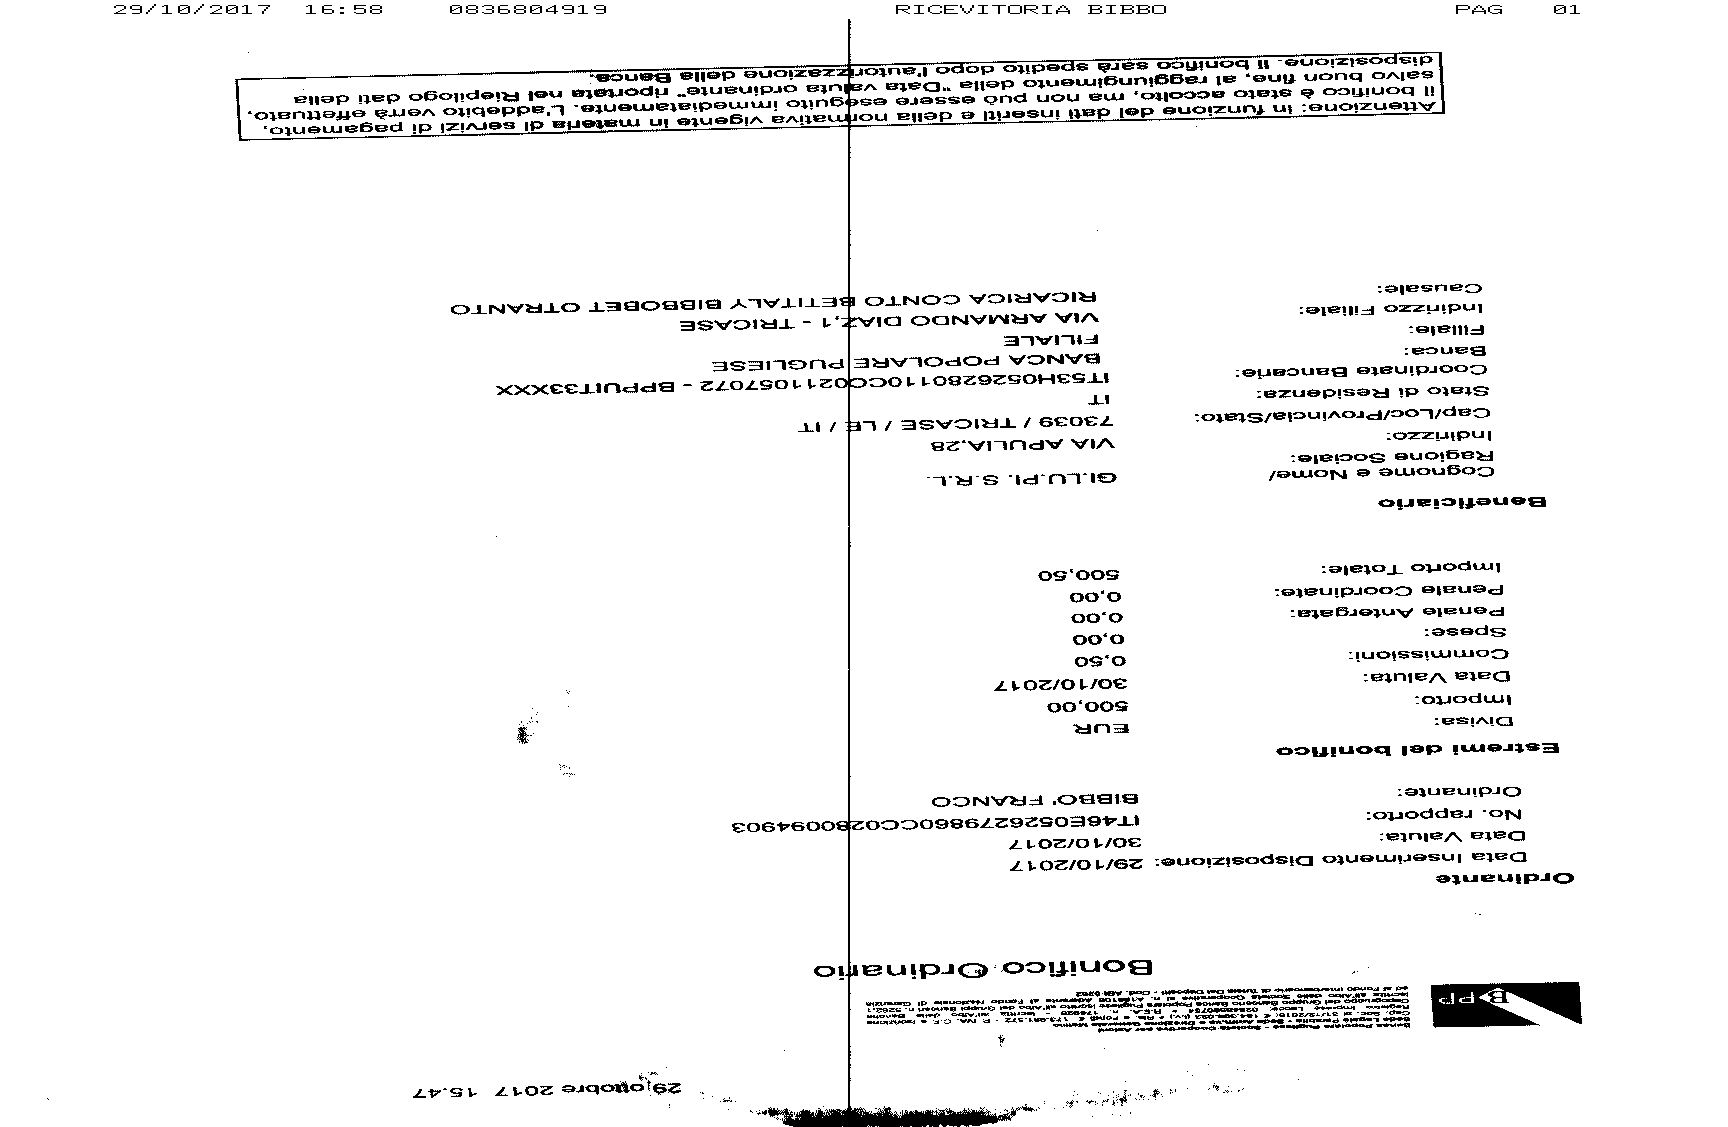 29/10/2017 16:58 0836804919 RICEVITORIA BIBBO PAG 01
29 ottobre 2017 15.47
BPP
Banca Popolare Pugliese - Società Cooperativa per Azioni
Bonifico Ordinario
Ordinante
Data Inserimento Disposizione: 29/10/2017
Data Valuta: 30/10/2017
No. rapporto: IT46E0526279860CC0280094903
Ordinante: BIBBO' FRANCO
Estremi del bonifico
Divisa: EUR
Importo: 500,00
Data Valuta: 30/10/2017
Commissioni: 0,50
Spese: 0,00
Penale Antergata: 0,00
Penale Coordinate: 0,00
Importo Totale: 500,50
Beneficiario
Cognome e Nome/
Ragione Sociale: GI.LU.PI. S.R.L.
Indirizzo: VIA APULIA,28
Cap/Loc/Provincia/Stato: 73039 / TRICASE / LE / IT
Stato di Residenza: IT
Coordinate Bancarie: IT53H0526280110CC00211057072 - BPPUIT33XXX
Banca: BANCA POPOLARE PUGLIESE
Filiale: FILIALE
Indirizzo Filiale: VIA ARMANDO DIAZ,1 - TRICASE
Causale: RICARICA CONTO BETITALY BIBBOBET OTRANTO
Attenzione: in funzione dei dati inseriti e della normativa vigente in materia di servizi di pagamento,
il bonifico è stato accolto, ma non può essere eseguito immediatamente. L'addebito verrà effettuato,
salvo buon fine, al raggiungimento della "Data valuta ordinante" riportata nel Riepilogo dati della
disposizione. Il bonifico sarà spedito dopo l'autorizzazione della Banca.